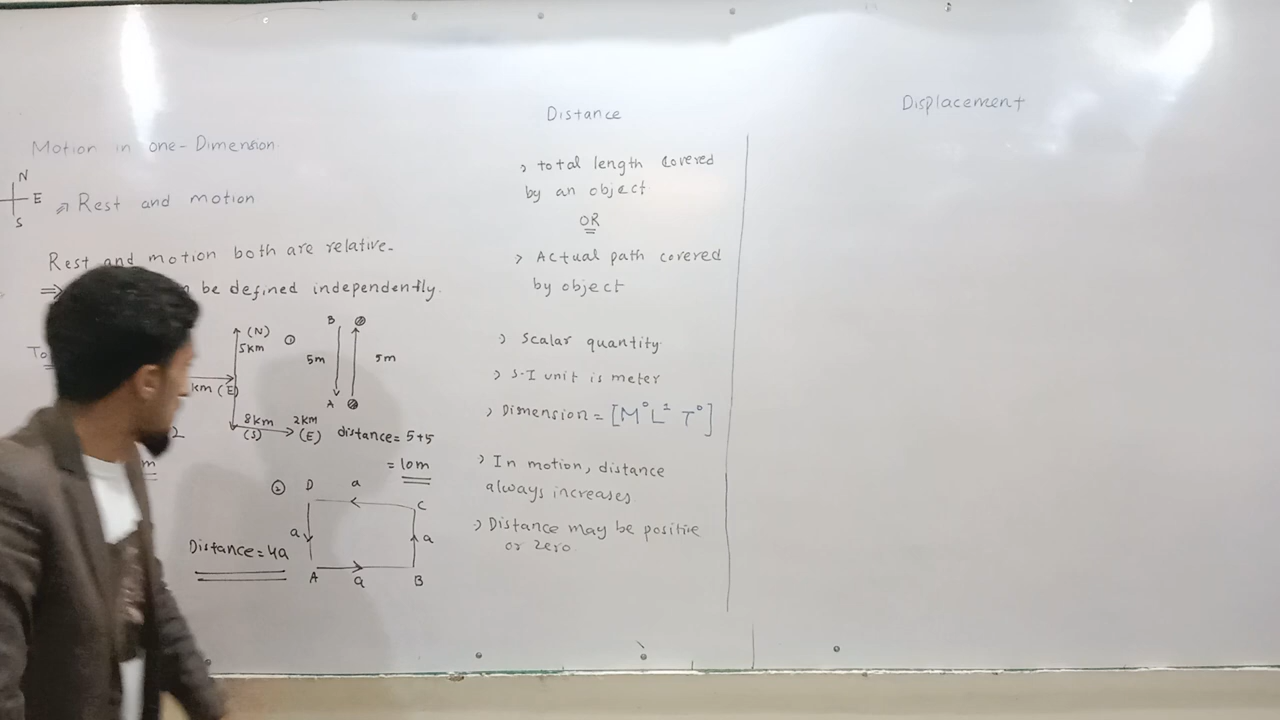 Motion in one-Dimension
N
E
S
⇒ Rest and motion
Rest and motion both are relative-
⇒ be defined independently.
To
(N)
5km
km (E)
8km
(S)
2km
(E)
2
m
①
B
5m
5m
A
distance = 5+5
= 10m
②
D
a
C
a
a
A
a
B
Distance = 4a
Distance
› total length covered
by an object
OR
› Actual path covered
by object
› Scalar quantity
› S-I unit is meter
› Dimension = [M⁰L¹T⁰]
› In motion, distance
always increases
› Distance may be positive
or zero
Displacement